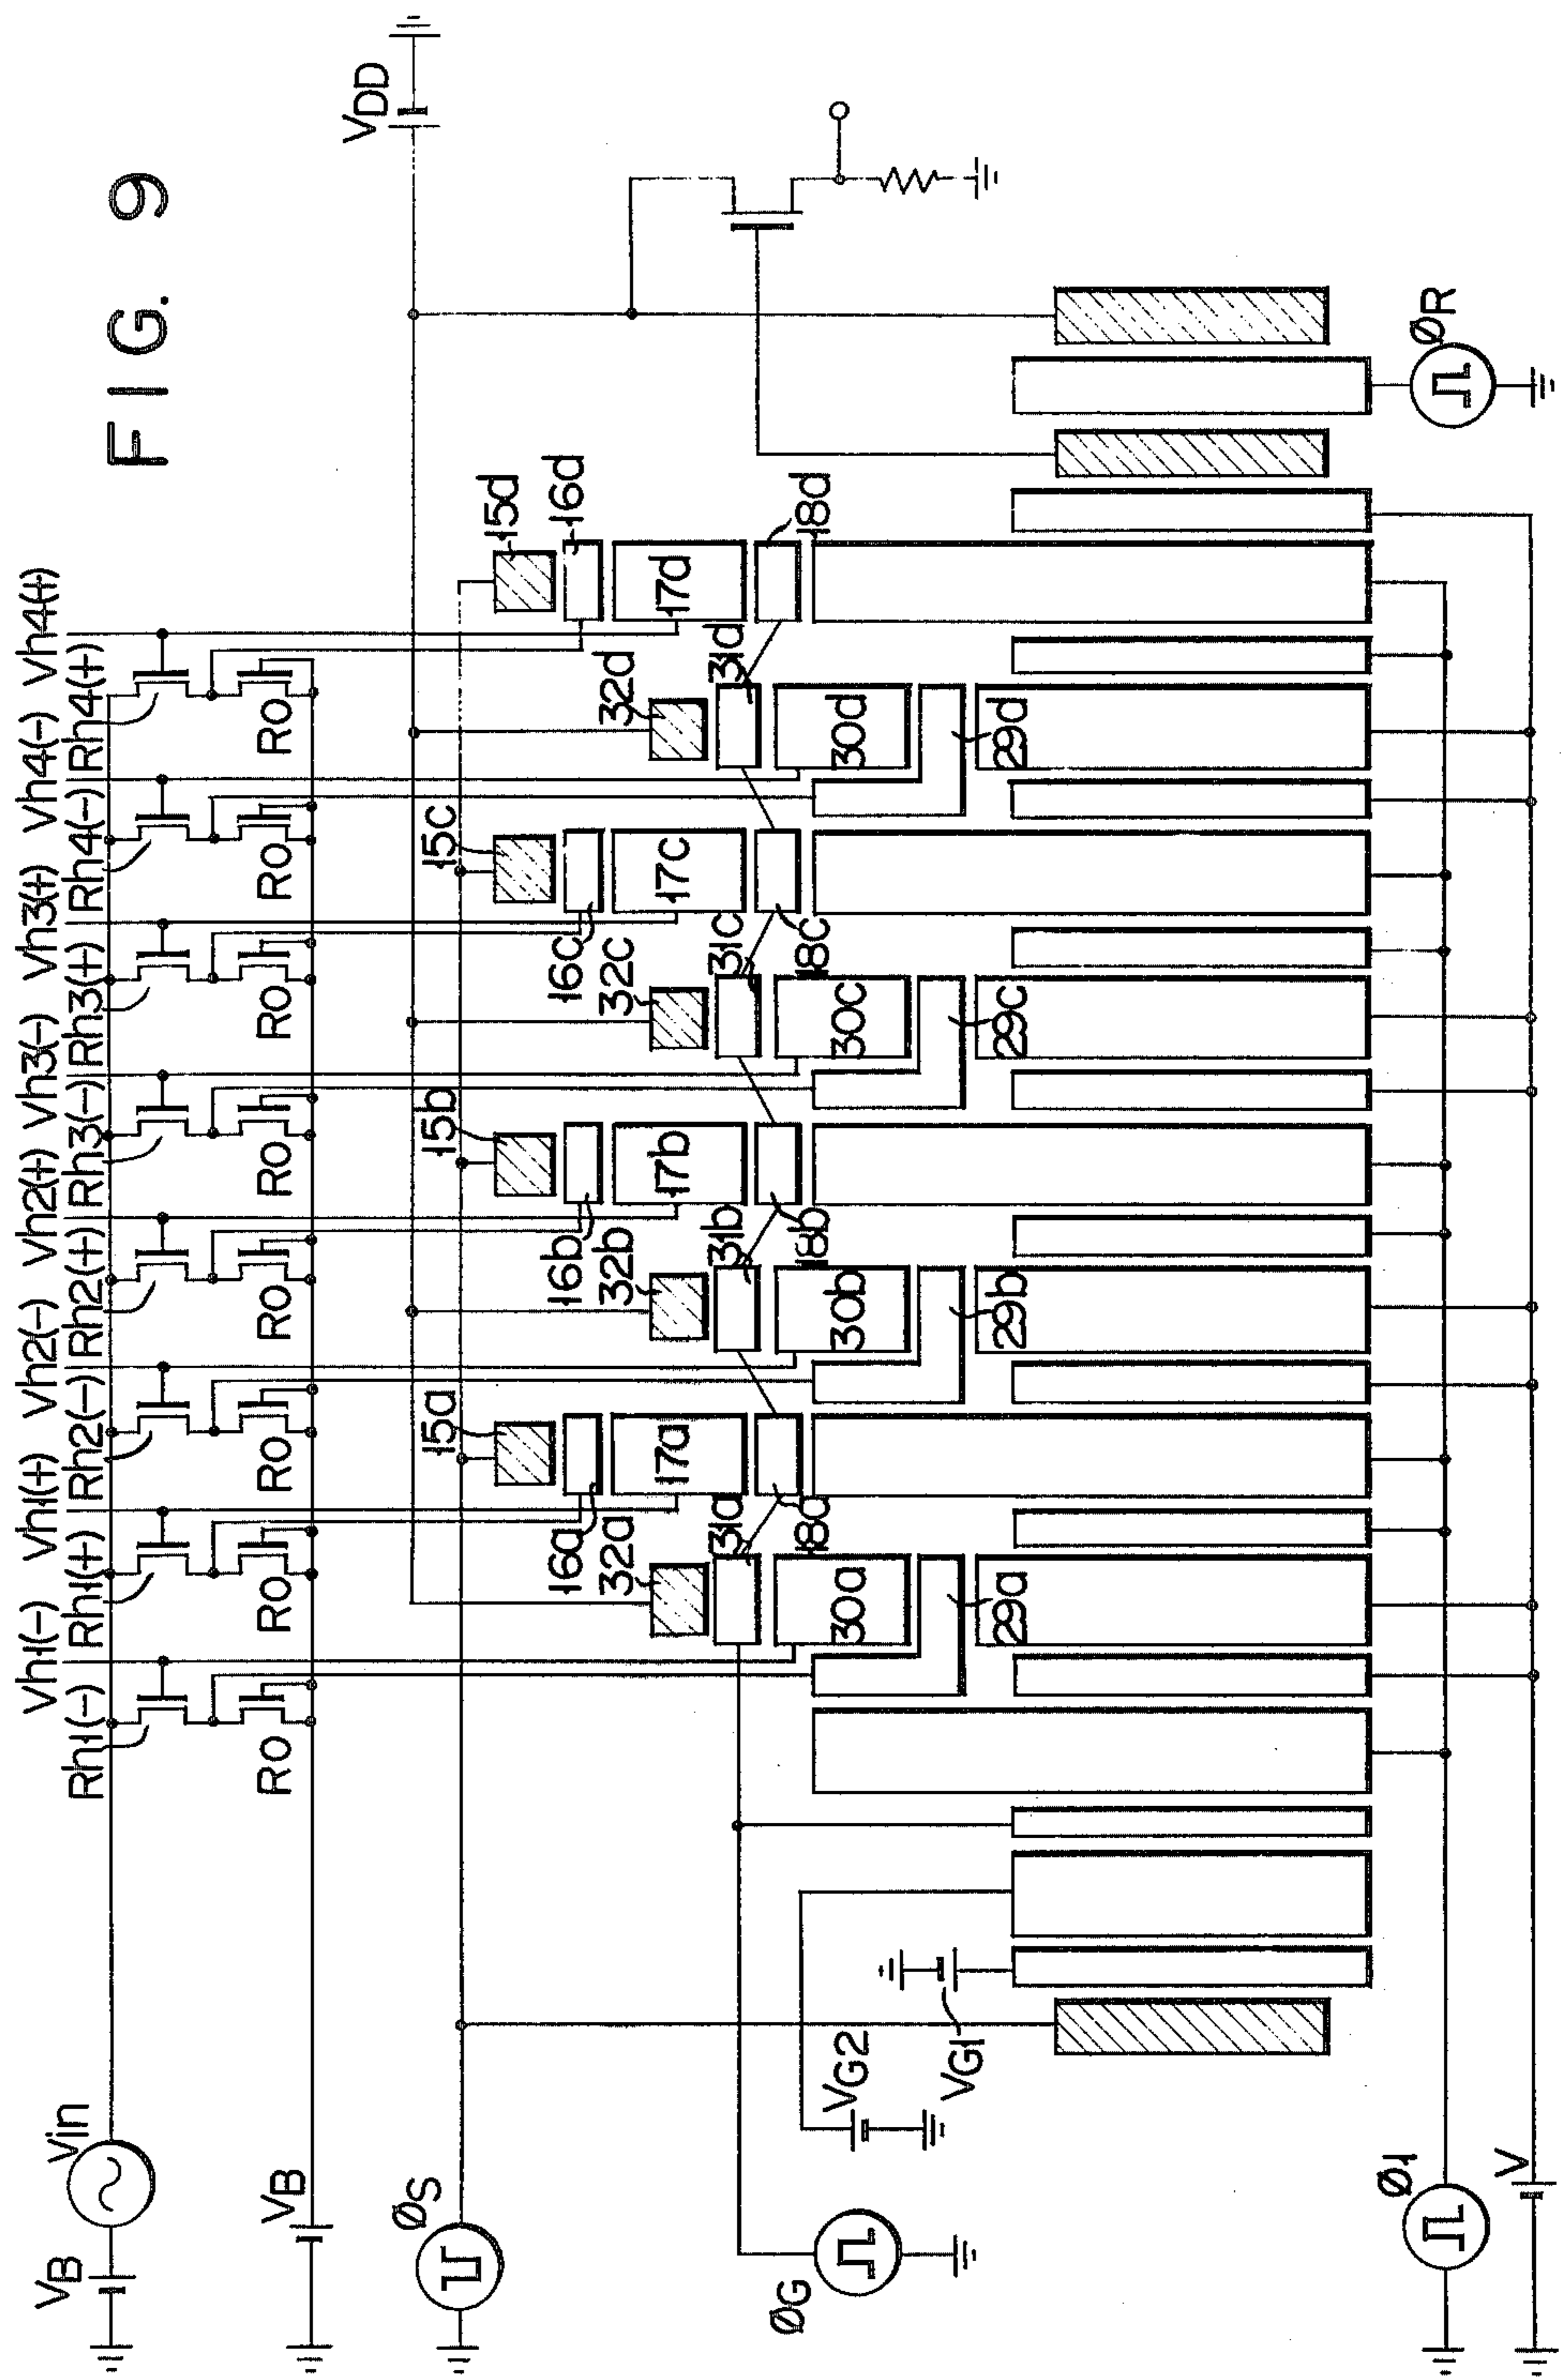 FIG. 9
Vh1(−) Vh1(+) Vh2(−) Vh2(+) Vh3(−) Vh3(+) Vh4(−) Vh4(+)
Rh1(−) Rh1(+) Rh2(−) Rh2(+) Rh3(−) Rh3(+) Rh4(−) Rh4(+)
VB Vin
RO RO RO RO RO RO RO RO
VB
VDD
ØS
15a 15b 15c 15d
16a 16b 16c 16d
32a 32b 32c 32d
17a 17b 17c 17d
31a 31b 31c 31d
18a 18b 18c 18d
30a 30b 30c 30d
ØG
VG2
VG1
29a 29b 29c 29d
Ø1
ØR
V